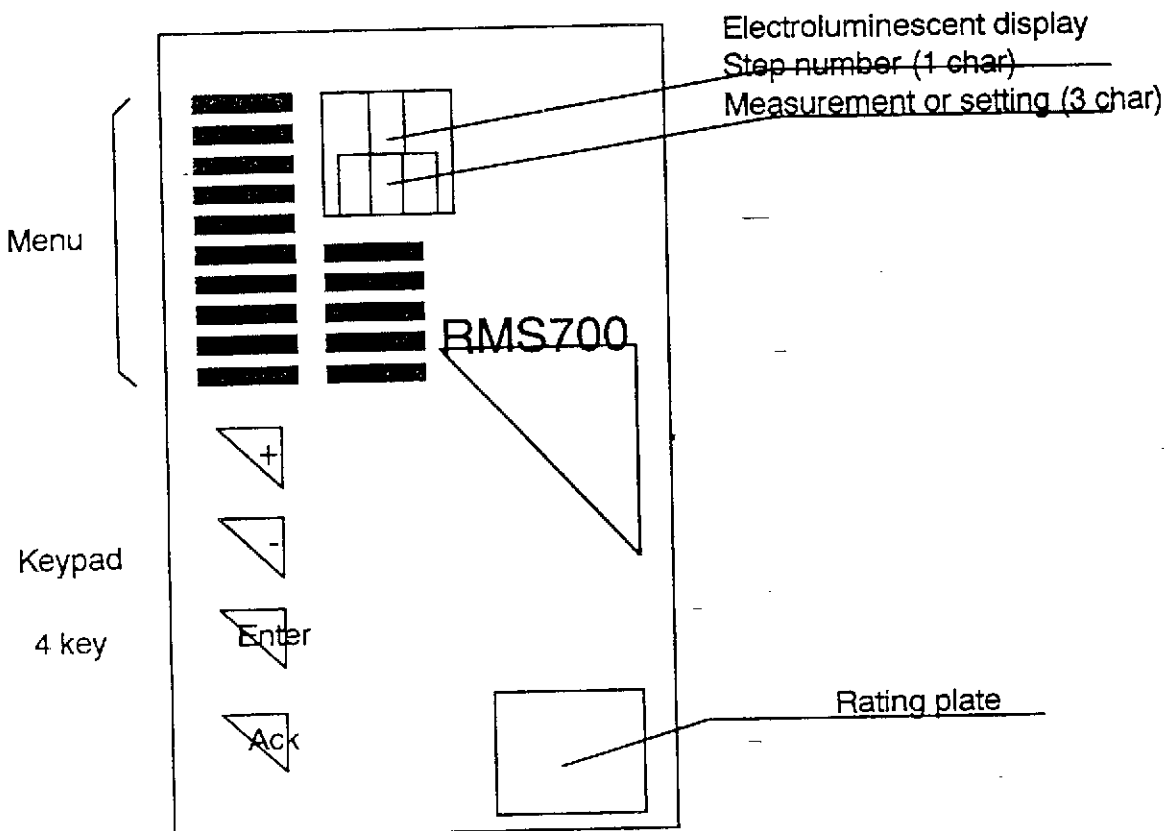 Electroluminescent display
Step number (1 char)
Measurement or setting (3 char)
Menu
RMS700
+
-
Keypad
4 key
Enter
Ack
Rating plate